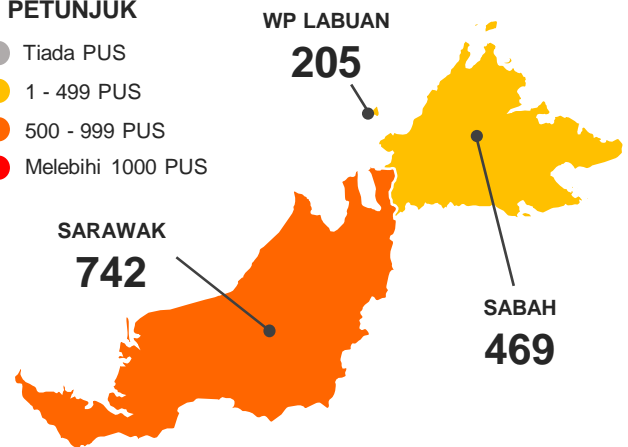 PETUNJUK
Tiada PUS
1 - 499 PUS
500 - 999 PUS
Melebihi 1000 PUS
WP LABUAN
205
SARAWAK
742
SABAH
469